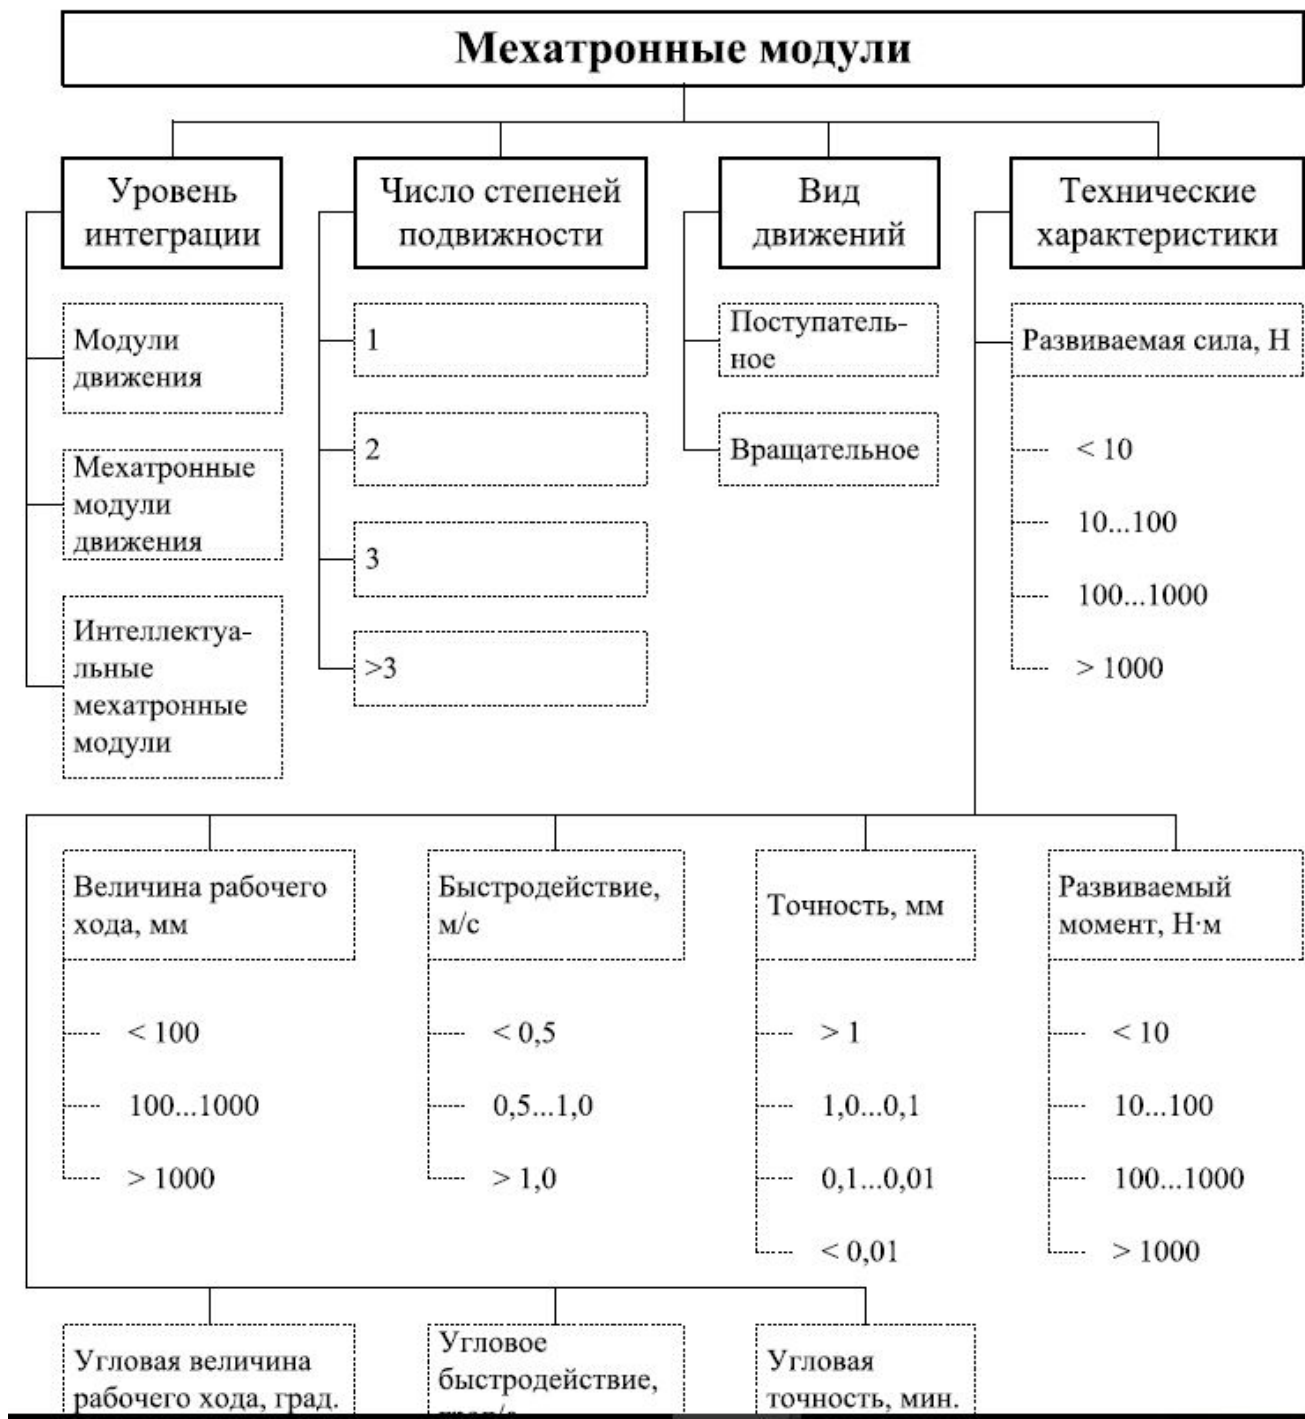 Мехатронные модули
Уровень
интеграции
Модули
движения
Мехатронные
модули
движения
Интеллектуа-
льные
мехатронные
модули
Число степеней
подвижности
1
2
3
>3
Вид
движений
Поступатель-
ное
Вращательное
Технические
характеристики
Развиваемая сила, Н
< 10
10...100
100...1000
> 1000
Величина рабочего
хода, мм
< 100
100...1000
> 1000
Быстродействие,
м/с
< 0,5
0,5...1,0
> 1,0
Точность, мм
> 1
1,0...0,1
0,1...0,01
< 0,01
Развиваемый
момент, Н·м
< 10
10...100
100...1000
> 1000
Угловая величина
рабочего хода, град.
Угловое
быстродействие,
Угловая
точность, мин.